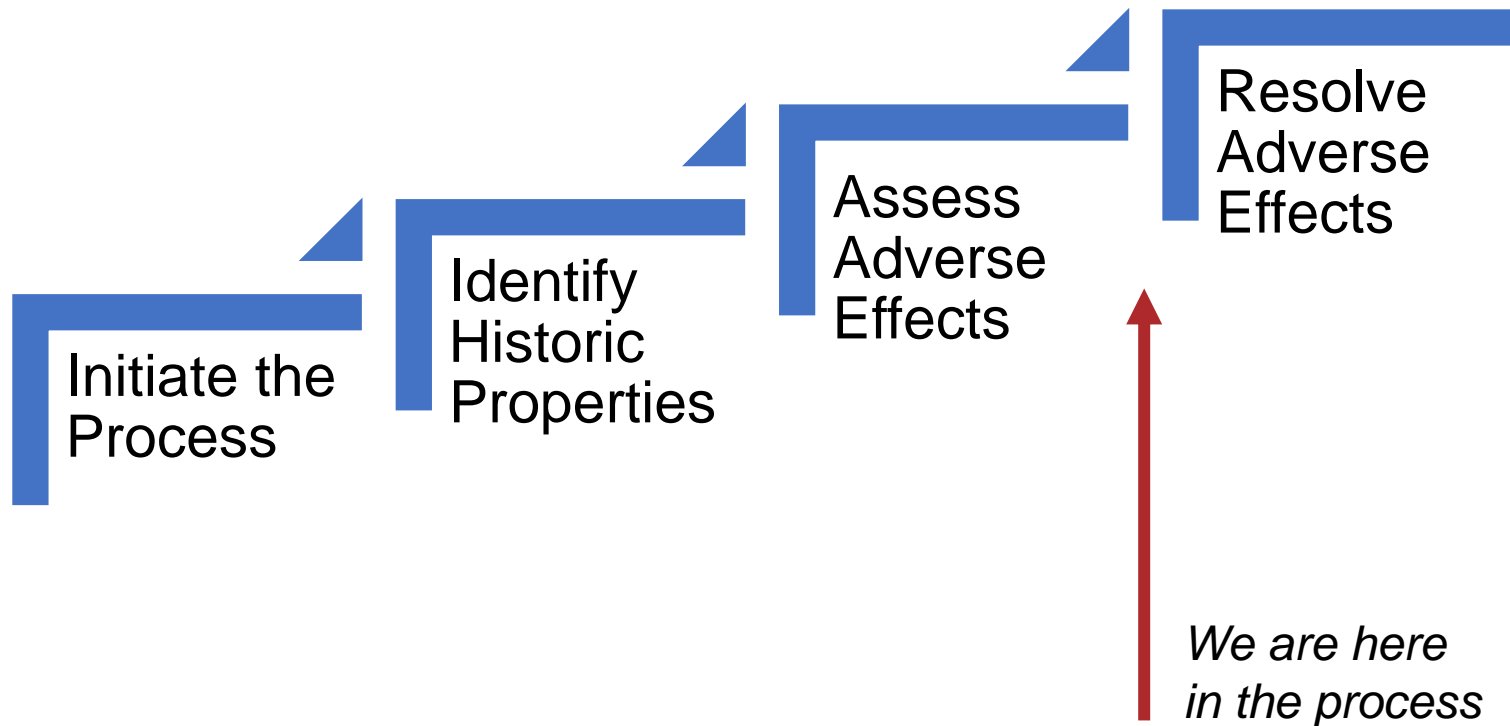 Initiate the
Process
Identify
Historic
Properties
Assess
Adverse
Effects
Resolve
Adverse
Effects
We are here
in the process